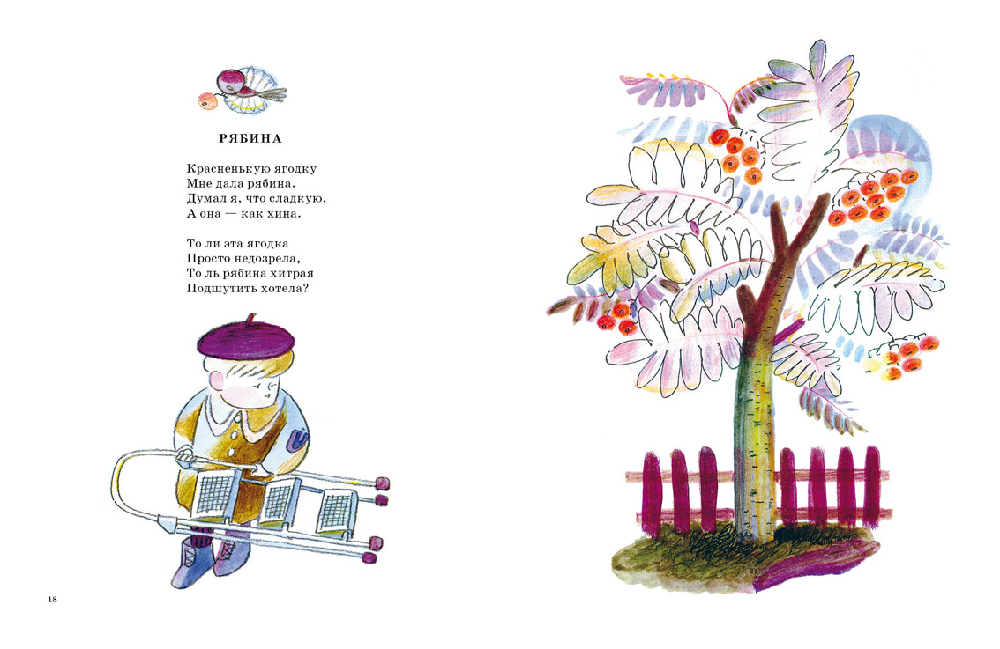 РЯБИНА
Красненькую ягодку
Мне дала рябина.
Думал я, что сладкую,
А она — как хина.
То ли эта ягодка
Просто недозрела,
То ль рябина хитрая
Подшутить хотела?
18